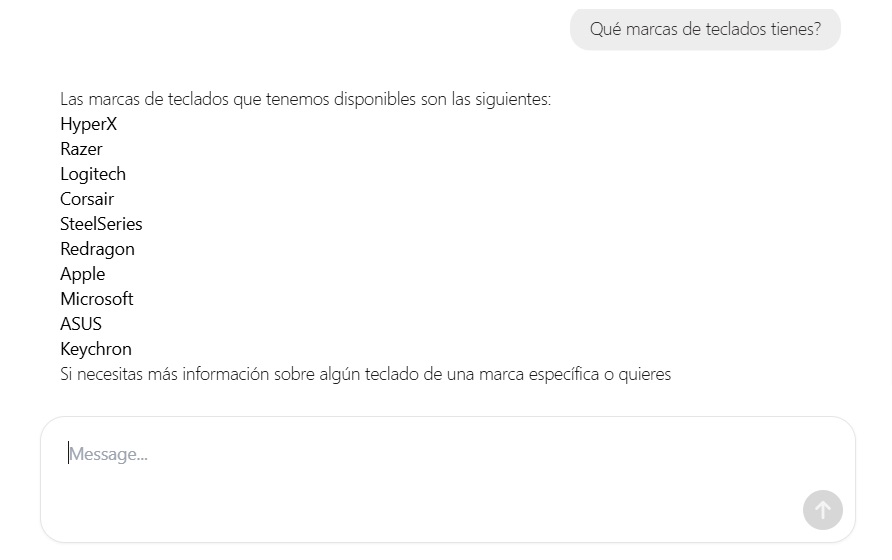 Qué marcas de teclados tienes?
Las marcas de teclados que tenemos disponibles son las siguientes:
HyperX
Razer
Logitech
Corsair
SteelSeries
Redragon
Apple
Microsoft
ASUS
Keychron
Si necesitas más información sobre algún teclado de una marca específica o quieres
Message...